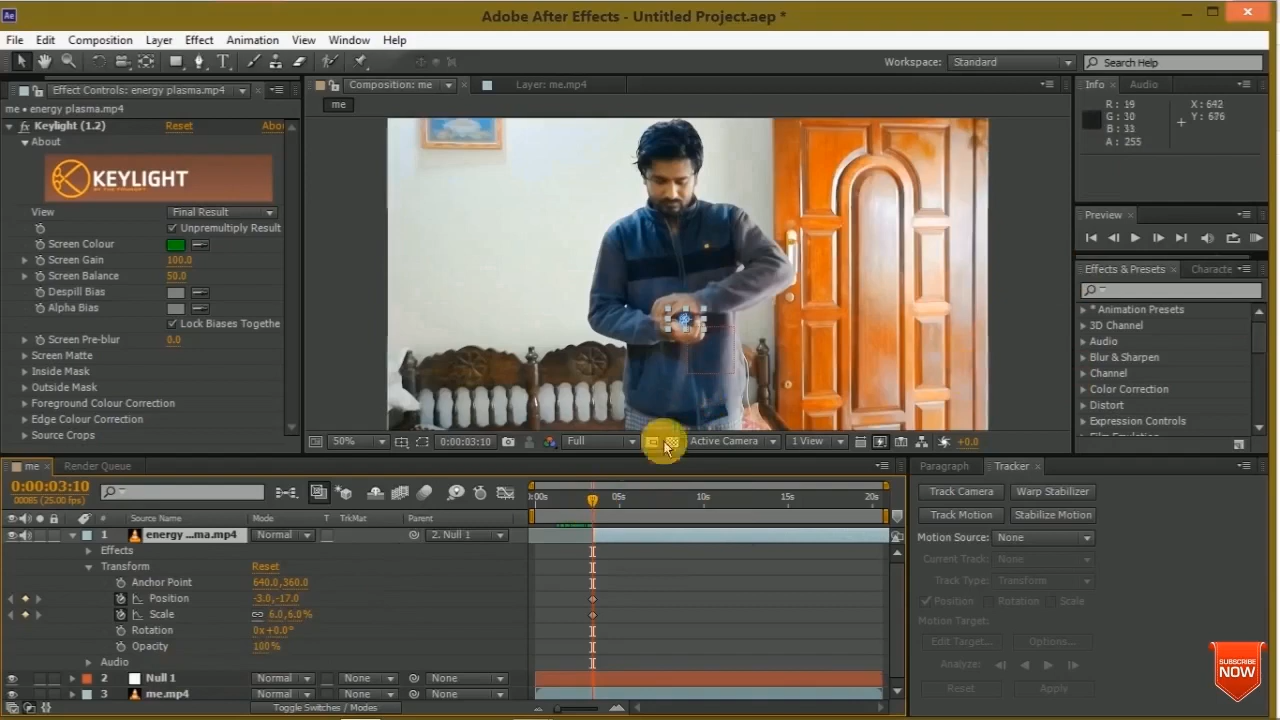 Adobe After Effects - Untitled Project.aep *
File Edit Composition Layer Effect Animation View Window Help
Workspace: Standard Search Help
Effect Controls: energy plasma.mp4
me • energy plasma.mp4
Keylight (1.2) Reset Abou
About
KEYLIGHT
View Final Result
Unpremultiply Result
Screen Colour
Screen Gain 100.0
Screen Balance 50.0
Despill Bias
Alpha Bias
Lock Biases Togethe
Screen Pre-blur 0.0
Screen Matte
Inside Mask
Outside Mask
Foreground Colour Correction
Edge Colour Correction
Source Crops
Composition: me Layer: me.mp4
me
50% 0:00:03:10 Full Active Camera 1 View +0.0
Info Audio
R: 19 X: 642
G: 10 Y: 676
B: 33
A: 255
Preview
Effects & Presets Characte
* Animation Presets
3D Channel
Audio
Blur & Sharpen
Channel
Color Correction
Distort
Expression Controls
me Render Queue
0:00:03:10
00085 (25.00 fps)
# Source Name Mode T TrkMat Parent
1 energy ...ma.mp4 Normal 2. Null 1
Effects
Transform Reset
Anchor Point 640.0,360.0
Position -3.0,-17.0
Scale 6.0,6.0%
Rotation 0x+0.0°
Opacity 100%
Audio
2 Null 1 Normal None None
3 me.mp4 Normal None None
Toggle Switches / Modes
:00s 05s 10s 15s 20s
Paragraph Tracker
Track Camera Warp Stabilizer
Track Motion Stabilize Motion
Motion Source: None
Current Track: None
Track Type: Transform
Position Rotation Scale
Motion Target:
Edit Target... Options...
Analyze:
Reset Apply
SUBSCRIBE
NOW